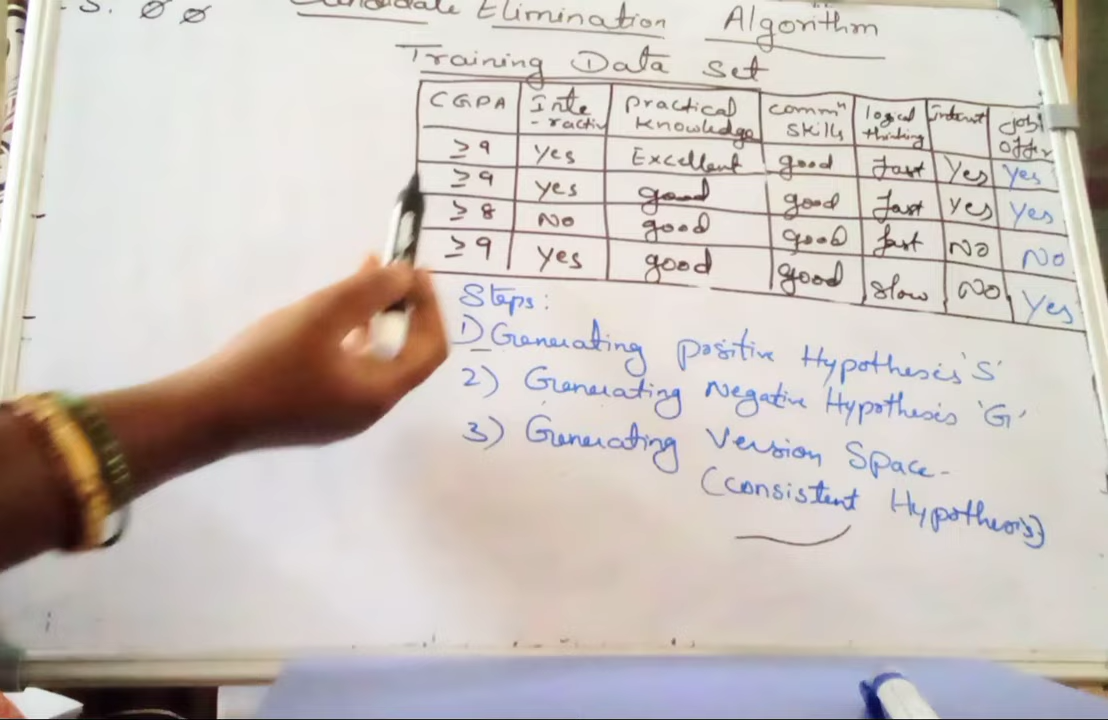 S. ø ø
Candidate Elimination Algorithm
Training Data Set
CGPA Inte-ractiv Practical Knowledge commⁿ skills logical thinking interest Job offer
≥9 Yes Excellent good fast Yes Yes
≥9 Yes good good fast Yes Yes
≥8 No good good fast No No
≥9 Yes good good slow No Yes
Steps:
1) Generating positive Hypothesis 'S'
2) Generating Negative Hypothesis 'G'
3) Generating Version Space-
(consistent Hypothesis)